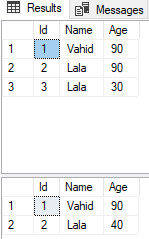 Results Messages
Id Name Age
1 1 Vahid 90
2 2 Lala 90
3 3 Lala 30
Id Name Age
1 1 Vahid 90
2 2 Lala 40